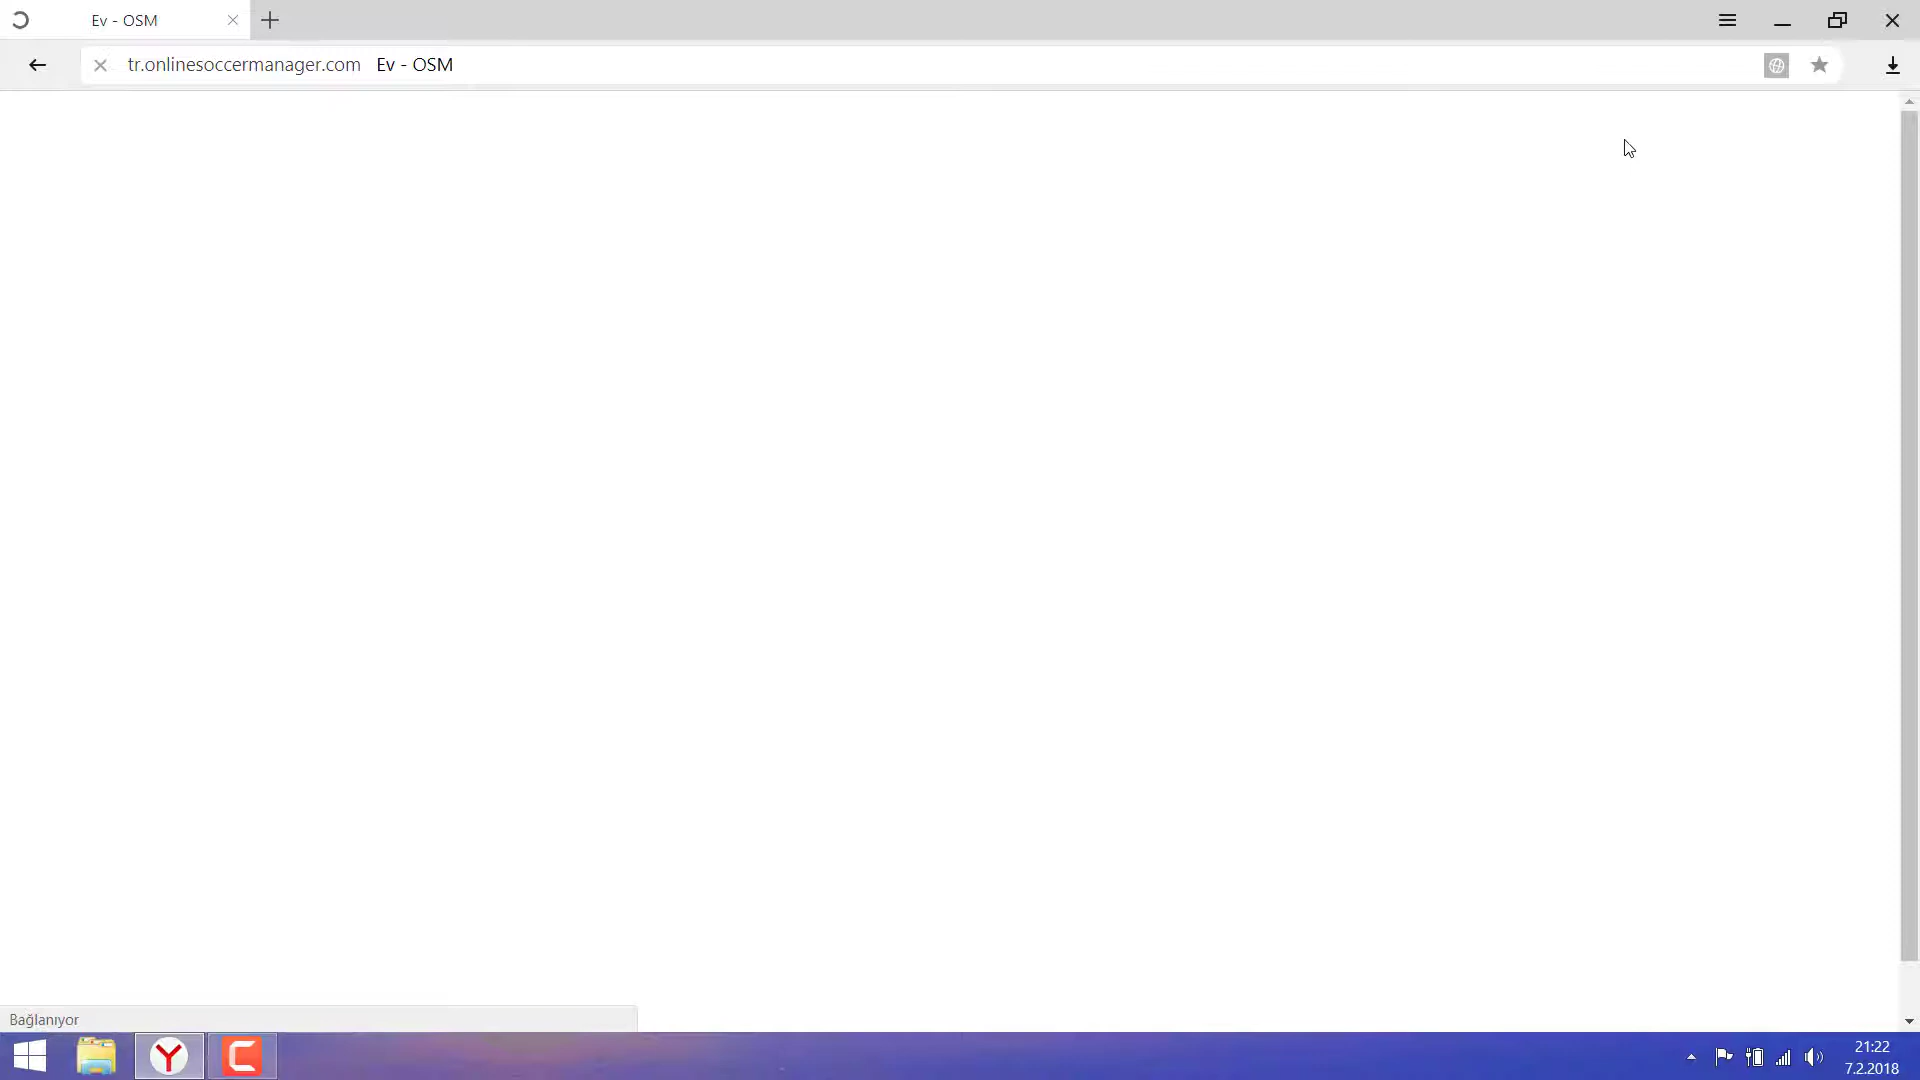 Ev - OSM
tr.onlinesoccermanager.com Ev - OSM
Bağlanıyor
21:22
7.2.2018